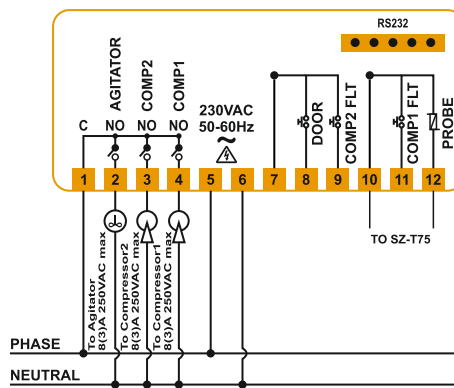 RS232
AGITATOR
COMP2
COMP1
C NO NO NO
230VAC
50-60Hz
~
DOOR
COMP2 FLT
COMP1 FLT
PROBE
1 2 3 4 5 6 7 8 9 10 11 12
To Agitator
8(3)A 250VAC max
To Compressor2
8(3)A 250VAC max
To Compressor1
8(3)A 250VAC max
TO SZ-T75
PHASE
NEUTRAL